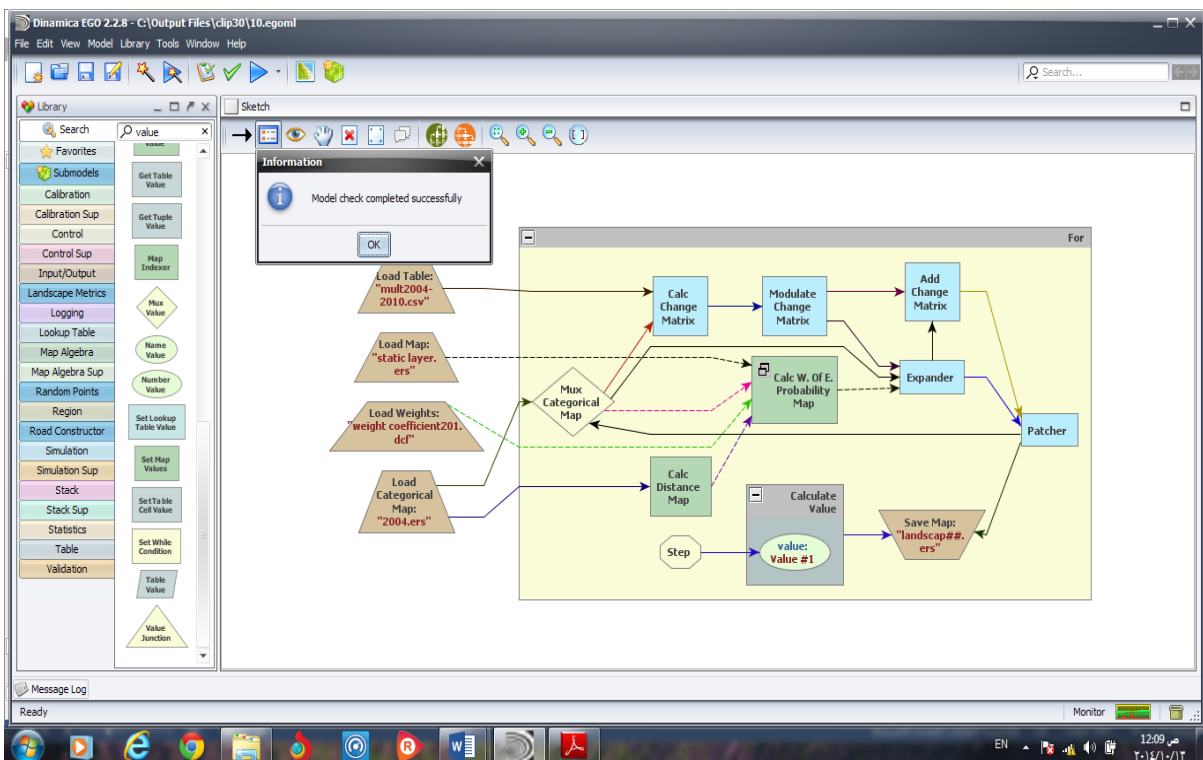 Dinamica EGO 2.2.8 - C:\Output Files\clip30\10.egoml
File Edit View Model Library Tools Window Help
Search...
Library
Sketch
Search
value
Favorites
Submodels
Calibration
Calibration Sup
Control
Control Sup
Input/Output
Landscape Metrics
Logging
Lookup Table
Map Algebra
Map Algebra Sup
Random Points
Region
Road Constructor
Simulation
Simulation Sup
Stack
Stack Sup
Statistics
Table
Validation
Value
Get Table
Value
Get Tuple
Value
Map
Indexer
Mux
Value
Name
Value
Number
Value
Set Lookup
Table Value
Set Map
Values
Set Table
Cell Value
Set While
Condition
Table
Value
Value
Junction
Information
Model check completed successfully
OK
Load Table:
"mult2004-
2010.csv"
Load Map:
"static layer.
ers"
Load Weights:
"weight coefficient201.
dcf"
Load
Categorical
Map:
"2004.ers"
For
Calc
Change
Matrix
Modulate
Change
Matrix
Add
Change
Matrix
Mux
Categorical
Map
Calc W. Of E.
Probability
Map
Expander
Patcher
Calc
Distance
Map
Step
Calculate
Value
value:
Value #1
Save Map:
"landscap##.
ers"
Message Log
Ready
Monitor
EN
12:09 ص
٢٠١٤/١٠/١٣